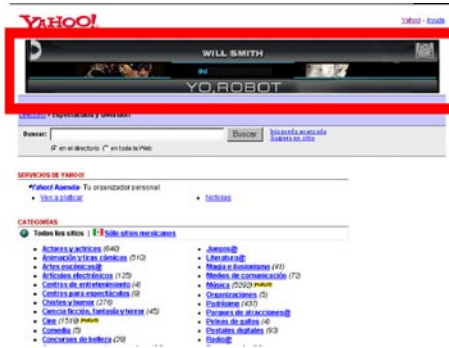 YAHOO!
Yahoo! - Ayuda
WILL SMITH
YO, ROBOT
Directorio > Espectáculos y diversión
Buscar: Buscar búsqueda avanzada
Sugiere un sitio
en el directorio en toda la Web
SERVICIOS DE YAHOO!
Yahoo! Agenda- Tu organizador personal
Ven a platicar
Noticias
CATEGORÍAS
Todos los sitios | Sólo sitios mexicanos
Actores y actrices (640)
Animación y tiras cómicas (510)
Artes escénicas@
Artículos electrónicos (125)
Centros de entretenimiento (4)
Centros para espectáculos (9)
Chistes y humor (276)
Ciencia ficción, fantasía y terror (45)
Cine (1519)
Comedia (5)
Concursos de belleza (29)
Juegos@
Literatura@
Magia e ilusionismo (41)
Medios de comunicación (72)
Música (5292)
Organizaciones (5)
Padrísimo (437)
Parques de atracciones@
Peleas de gallos (4)
Postales digitales (93)
Radio@